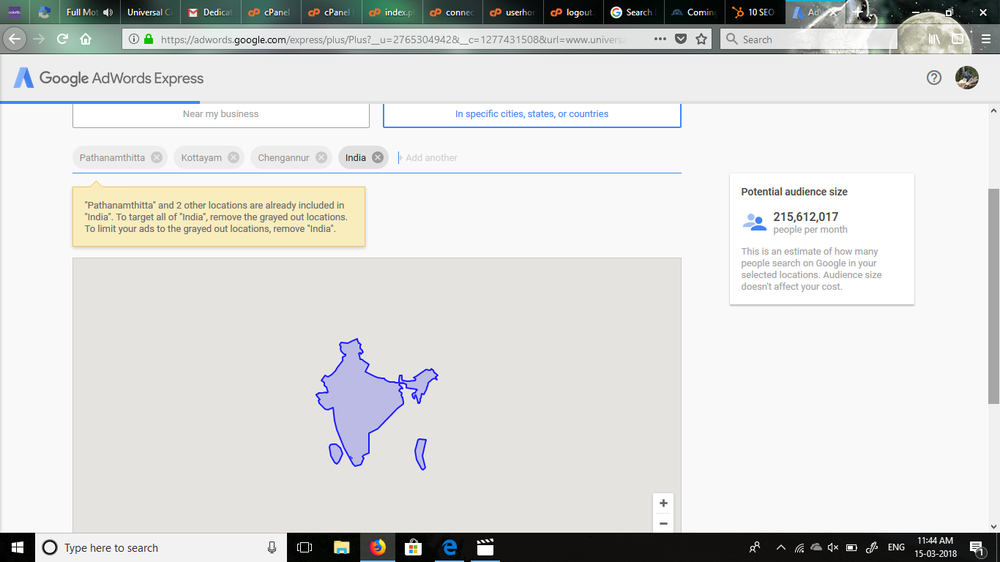 colorlib
Full Mot
Universal C
Dedicat
cPanel
cPanel
index.p
connec
userhor
logout.
Search
Coming
10 SEO
https://adwords.google.com/express/plus/Plus?__u=2765304942&__c=1277431508&url=www.universa
Search
Google AdWords Express
Near my business
In specific cities, states, or countries
Pathanamthitta
Kottayam
Chengannur
India
+ Add another
"Pathanamthitta" and 2 other locations are already included in
"India". To target all of "India", remove the grayed out locations.
To limit your ads to the grayed out locations, remove "India".
Potential audience size
215,612,017
people per month
This is an estimate of how many
people search on Google in your
selected locations. Audience size
doesn't affect your cost.
+
−
Type here to search
ENG
11:44 AM
15-03-2018
1